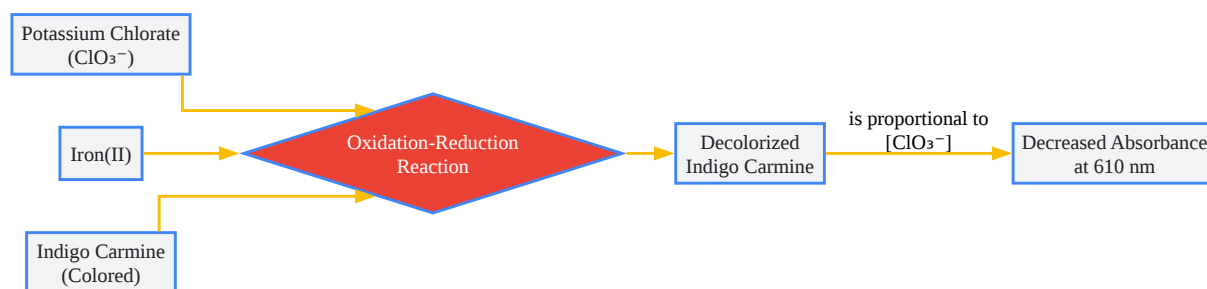 Potassium Chlorate
(ClO₃⁻)
Iron(II)
Indigo Carmine
(Colored)
Oxidation-Reduction
Reaction
Decolorized
Indigo Carmine
is proportional to
[ClO₃⁻]
Decreased Absorbance
at 610 nm